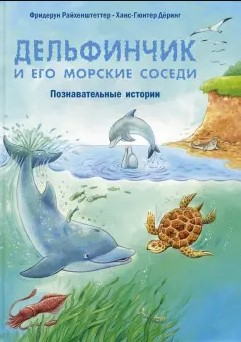 Фридерун Райхенштеттер • Ханс-Гюнтер Дёринг
ДЕЛЬФИНЧИК
И ЕГО МОРСКИЕ СОСЕДИ
Познавательные истории